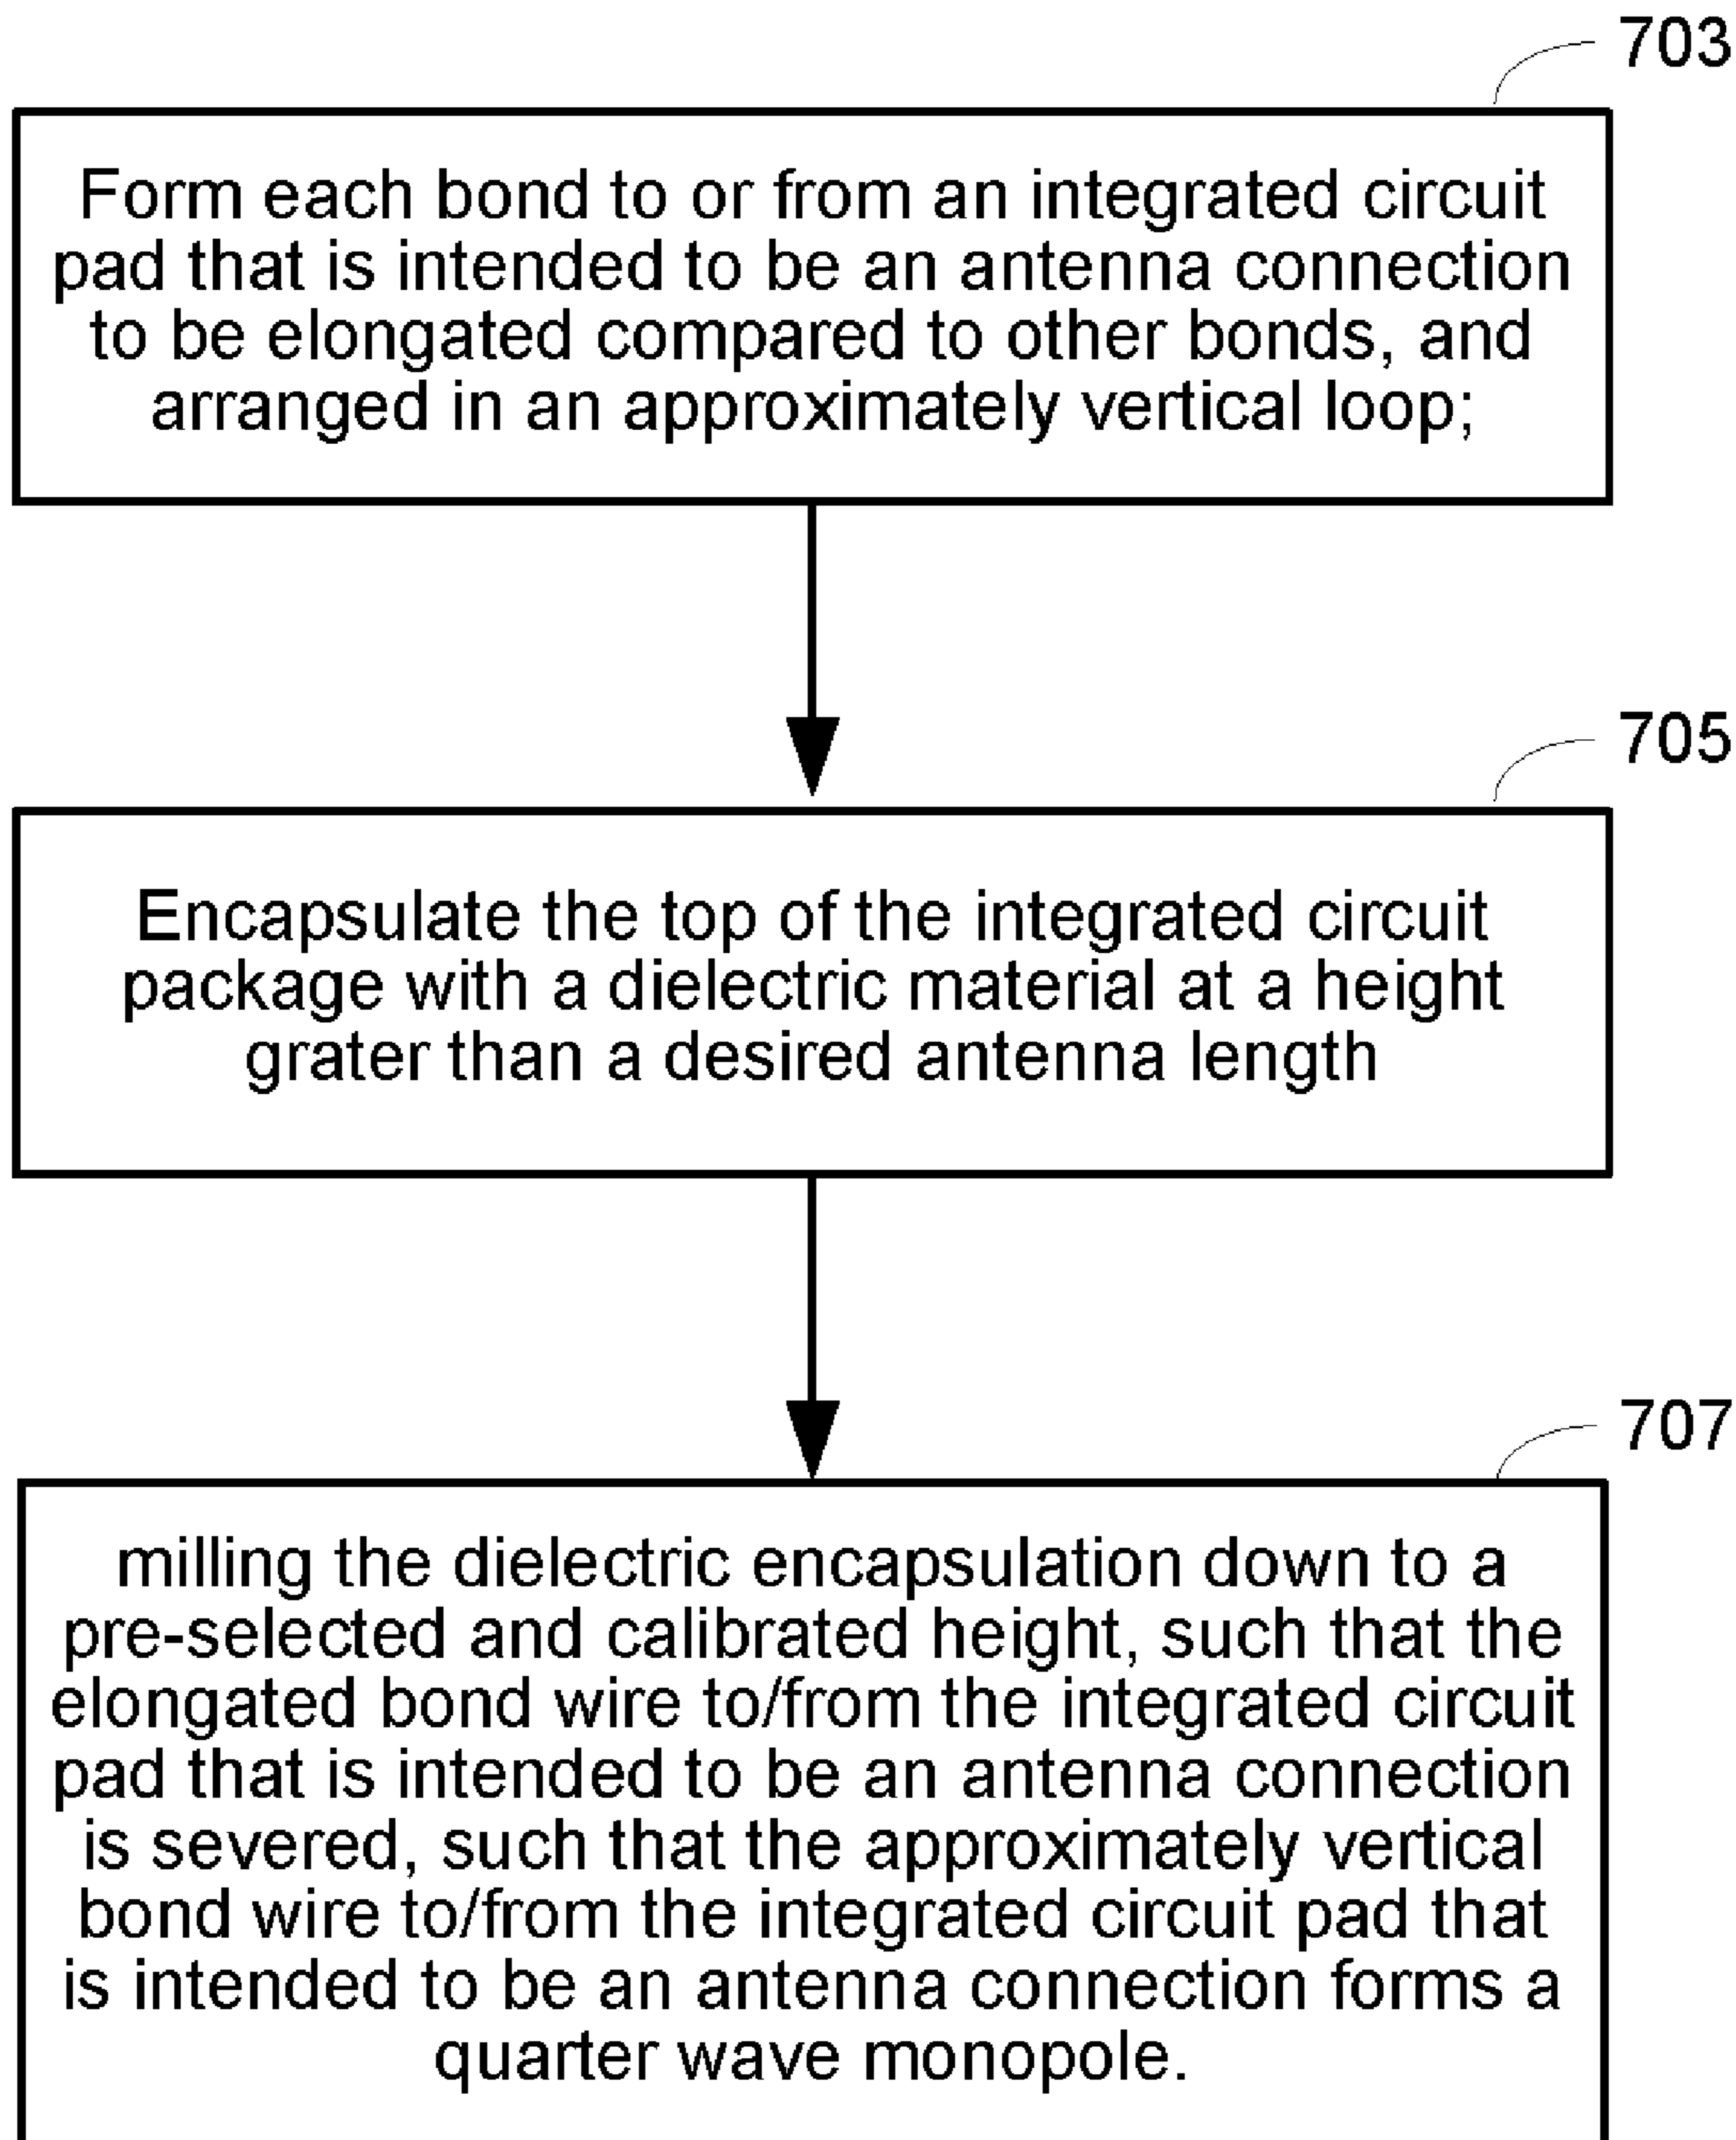 703
Form each bond to or from an integrated circuit
pad that is intended to be an antenna connection
to be elongated compared to other bonds, and
arranged in an approximately vertical loop;
705
Encapsulate the top of the integrated circuit
package with a dielectric material at a height
grater than a desired antenna length
707
milling the dielectric encapsulation down to a
pre-selected and calibrated height, such that the
elongated bond wire to/from the integrated circuit
pad that is intended to be an antenna connection
is severed, such that the approximately vertical
bond wire to/from the integrated circuit pad that
is intended to be an antenna connection forms a
quarter wave monopole.